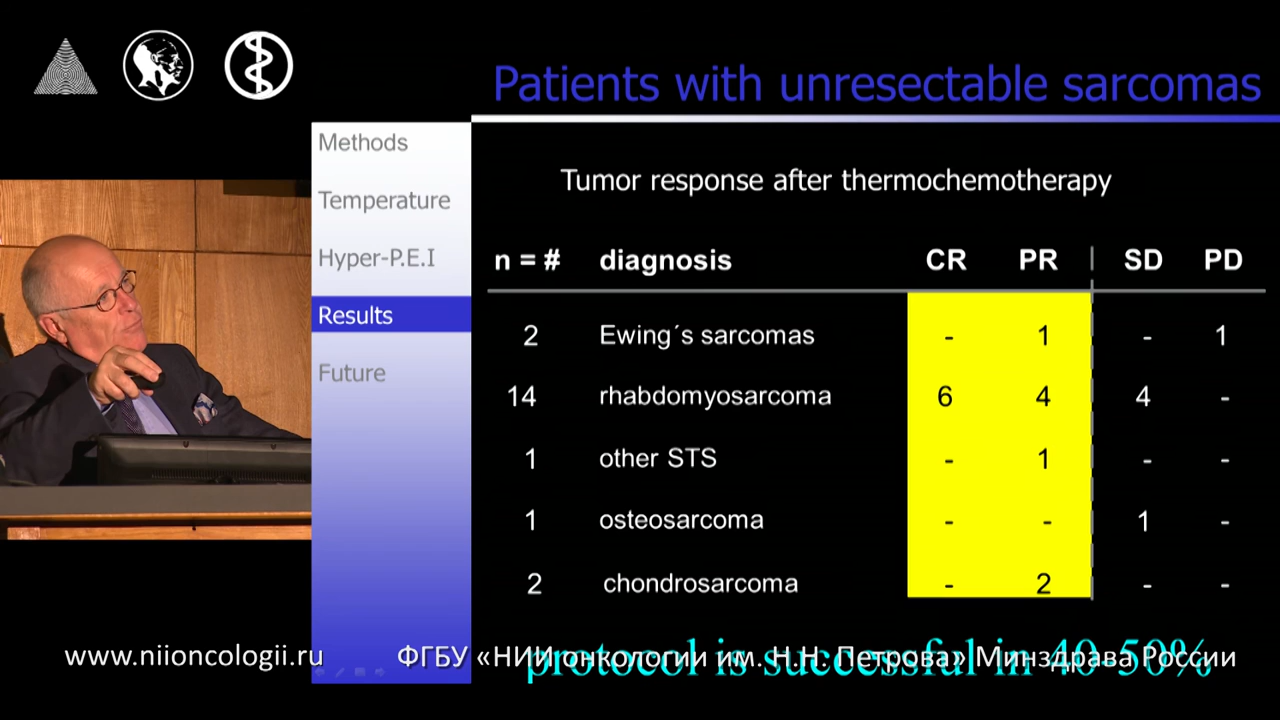 Patients with unresectable sarcomas
Methods
Temperature
Hyper-P.E.I
Results
Future
Tumor response after thermochemotherapy
n = # diagnosis CR PR SD PD
2 Ewing´s sarcomas - 1 - 1
14 rhabdomyosarcoma 6 4 4 -
1 other STS - 1 - -
1 osteosarcoma - - 1 -
2 chondrosarcoma - 2 - -
protocol is successful in 40-50%
www.niioncologii.ru ФГБУ «НИИ онкологии им. Н.Н. Петрова» Минздрава России